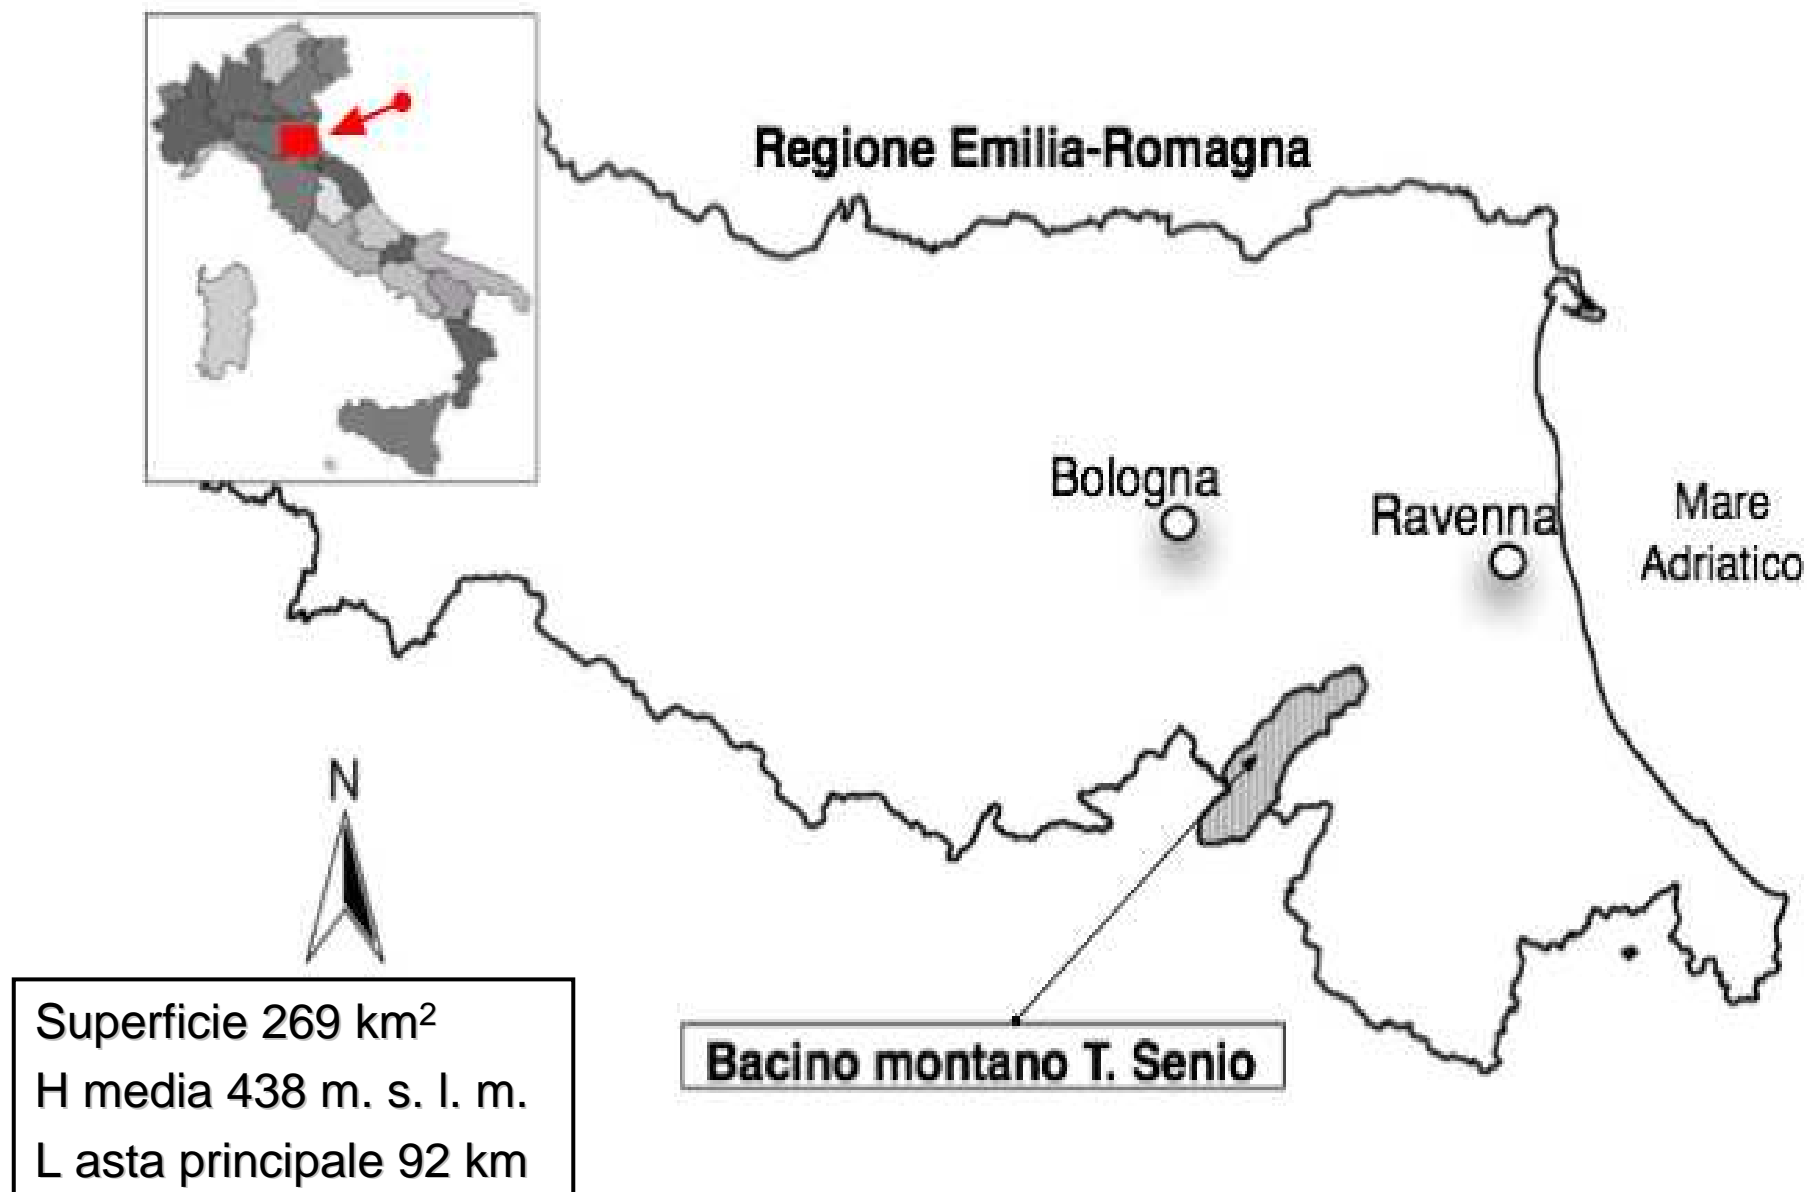 Regione Emilia-Romagna
Bologna
Ravenna
Mare
Adriatico
N
Bacino montano T. Senio
Superficie 269 km²
H media 438 m. s. l. m.
L asta principale 92 km